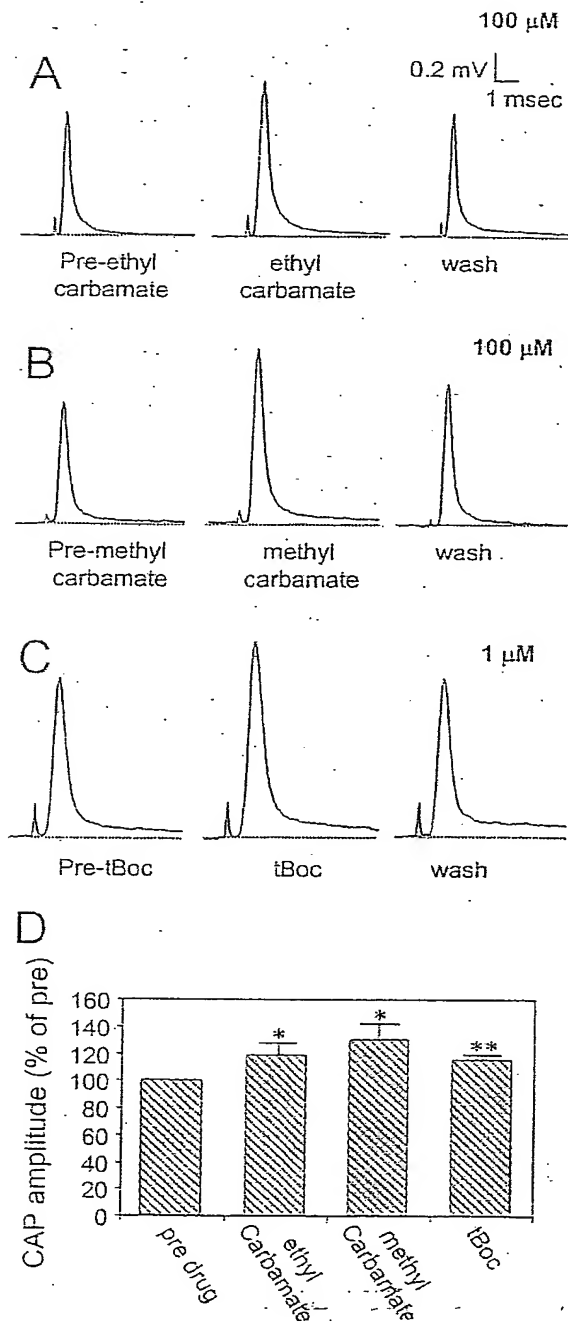 A
100 μM
0.2 mV
1 msec
Pre-ethyl carbamate
ethyl carbamate
wash
B
100 μM
Pre-methyl carbamate
methyl carbamate
wash
C
1 μM
Pre-tBoc
tBoc
wash
D
CAP amplitude (% of pre)
160
140
120
100
80
60
40
20
0
*
*
**
pre drug
ethyl Carbamate
methyl Carbamate
tBoc